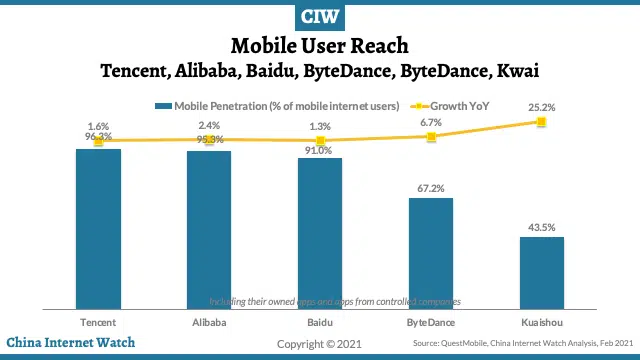 CIW
Mobile User Reach
Tencent, Alibaba, Baidu, ByteDance, ByteDance, Kwai
Mobile Penetration (% of mobile internet users) Growth YoY
1.6% 2.4% 1.3% 6.7% 25.2%
96.3% 95.3% 91.0% 67.2% 43.5%
Including their owned apps and apps from controlled companies
Tencent Alibaba Baidu ByteDance Kuaishou
China Internet Watch Copyright © 2021 Source: QuestMobile, China Internet Watch Analysis, Feb 2021